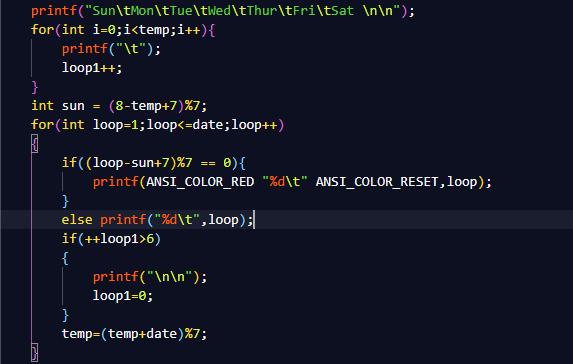 printf("Sun\tMon\tTue\tWed\tThur\tFri\tSat \n\n");
for(int i=0;i<temp;i++){
printf("\t");
loop1++;
}
int sun = (8-temp+7)%7;
for(int loop=1;loop<=date;loop++)
{
if((loop-sun+7)%7 == 0){
printf(ANSI_COLOR_RED "%d\t" ANSI_COLOR_RESET,loop);
}
else printf("%d\t",loop);
if(++loop1>6)
{
printf("\n\n");
loop1=0;
}
temp=(temp+date)%7;
}